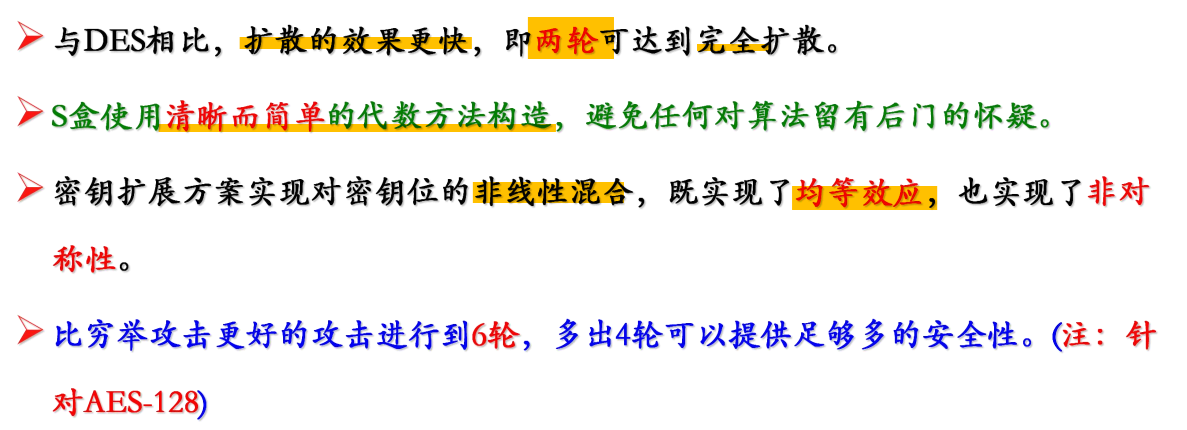 与DES相比，扩散的效果更快，即两轮可达到完全扩散。
S盒使用清晰而简单的代数方法构造，避免任何对算法留有后门的怀疑。
密钥扩展方案实现对密钥位的非线性混合，既实现了均等效应，也实现了非对
称性。
比穷举攻击更好的攻击进行到6轮，多出4轮可以提供足够多的安全性。(注：针
对AES-128)